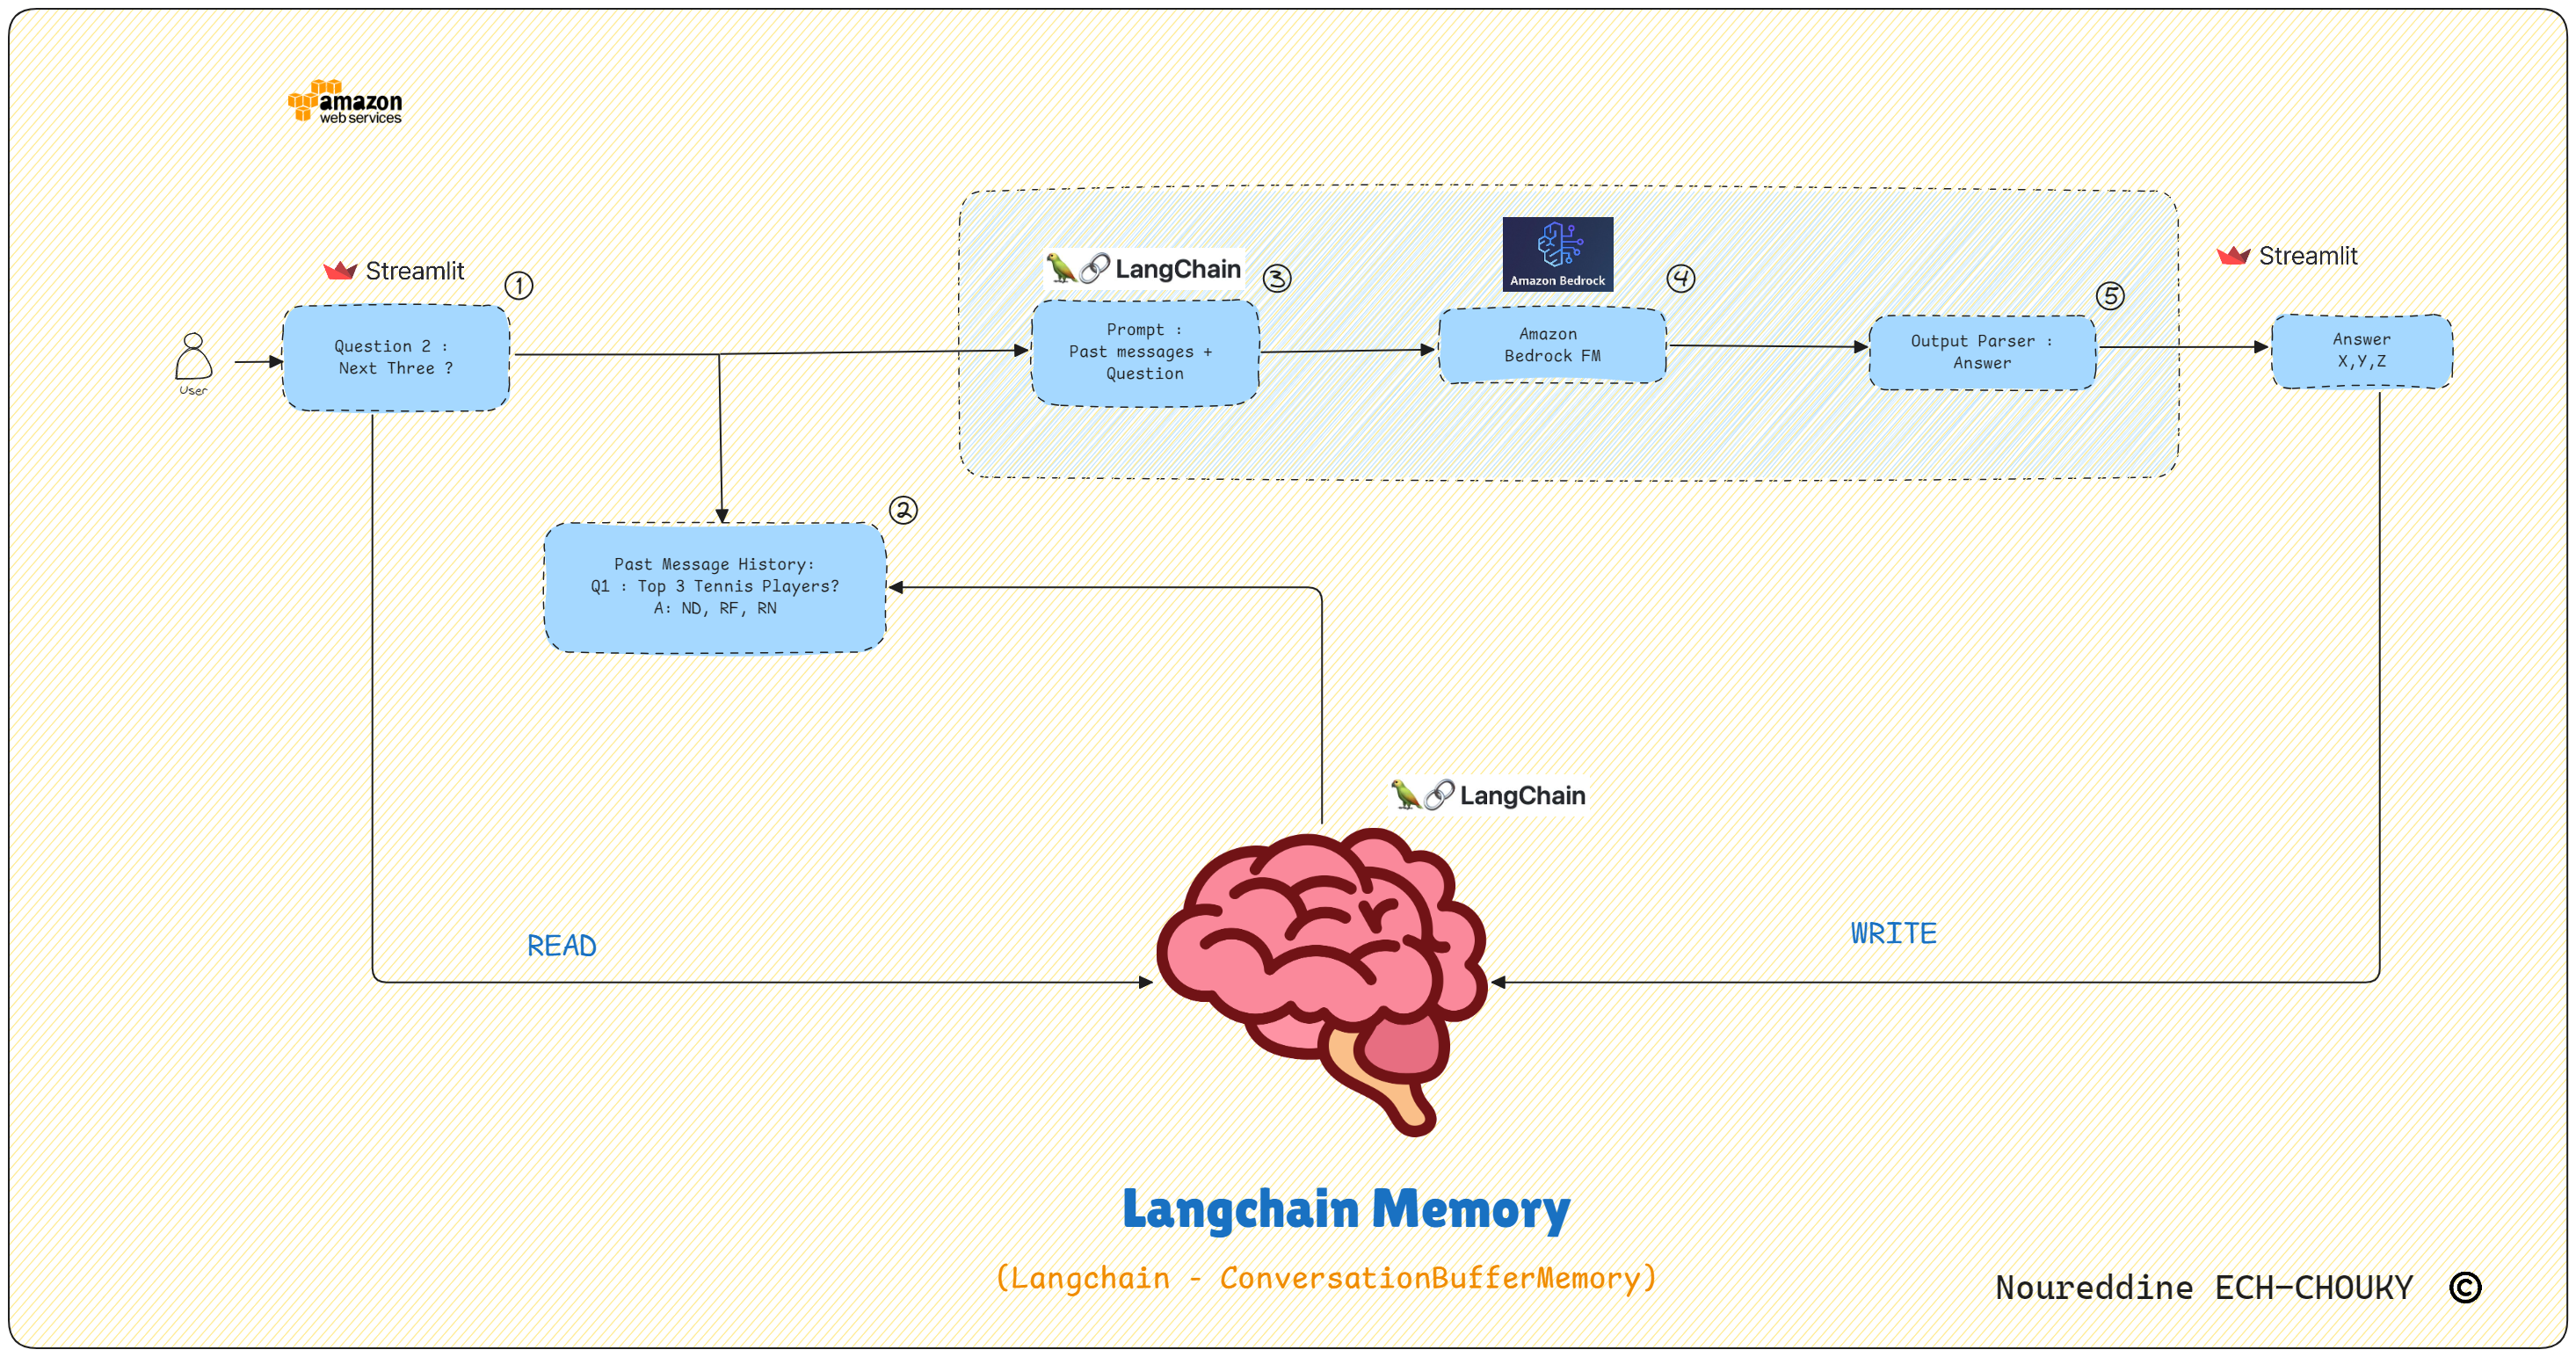 amazon
web services
Streamlit
1
User
Question 2 :
Next Three ?
LangChain
3
Prompt :
Past messages +
Question
Amazon Bedrock
4
Amazon
Bedrock FM
5
Output Parser :
Answer
Streamlit
Answer
X,Y,Z
2
Past Message History:
Q1 : Top 3 Tennis Players?
A: ND, RF, RN
LangChain
READ
WRITE
Langchain Memory
(Langchain - ConversationBufferMemory)
Noureddine ECH-CHOUKY ©